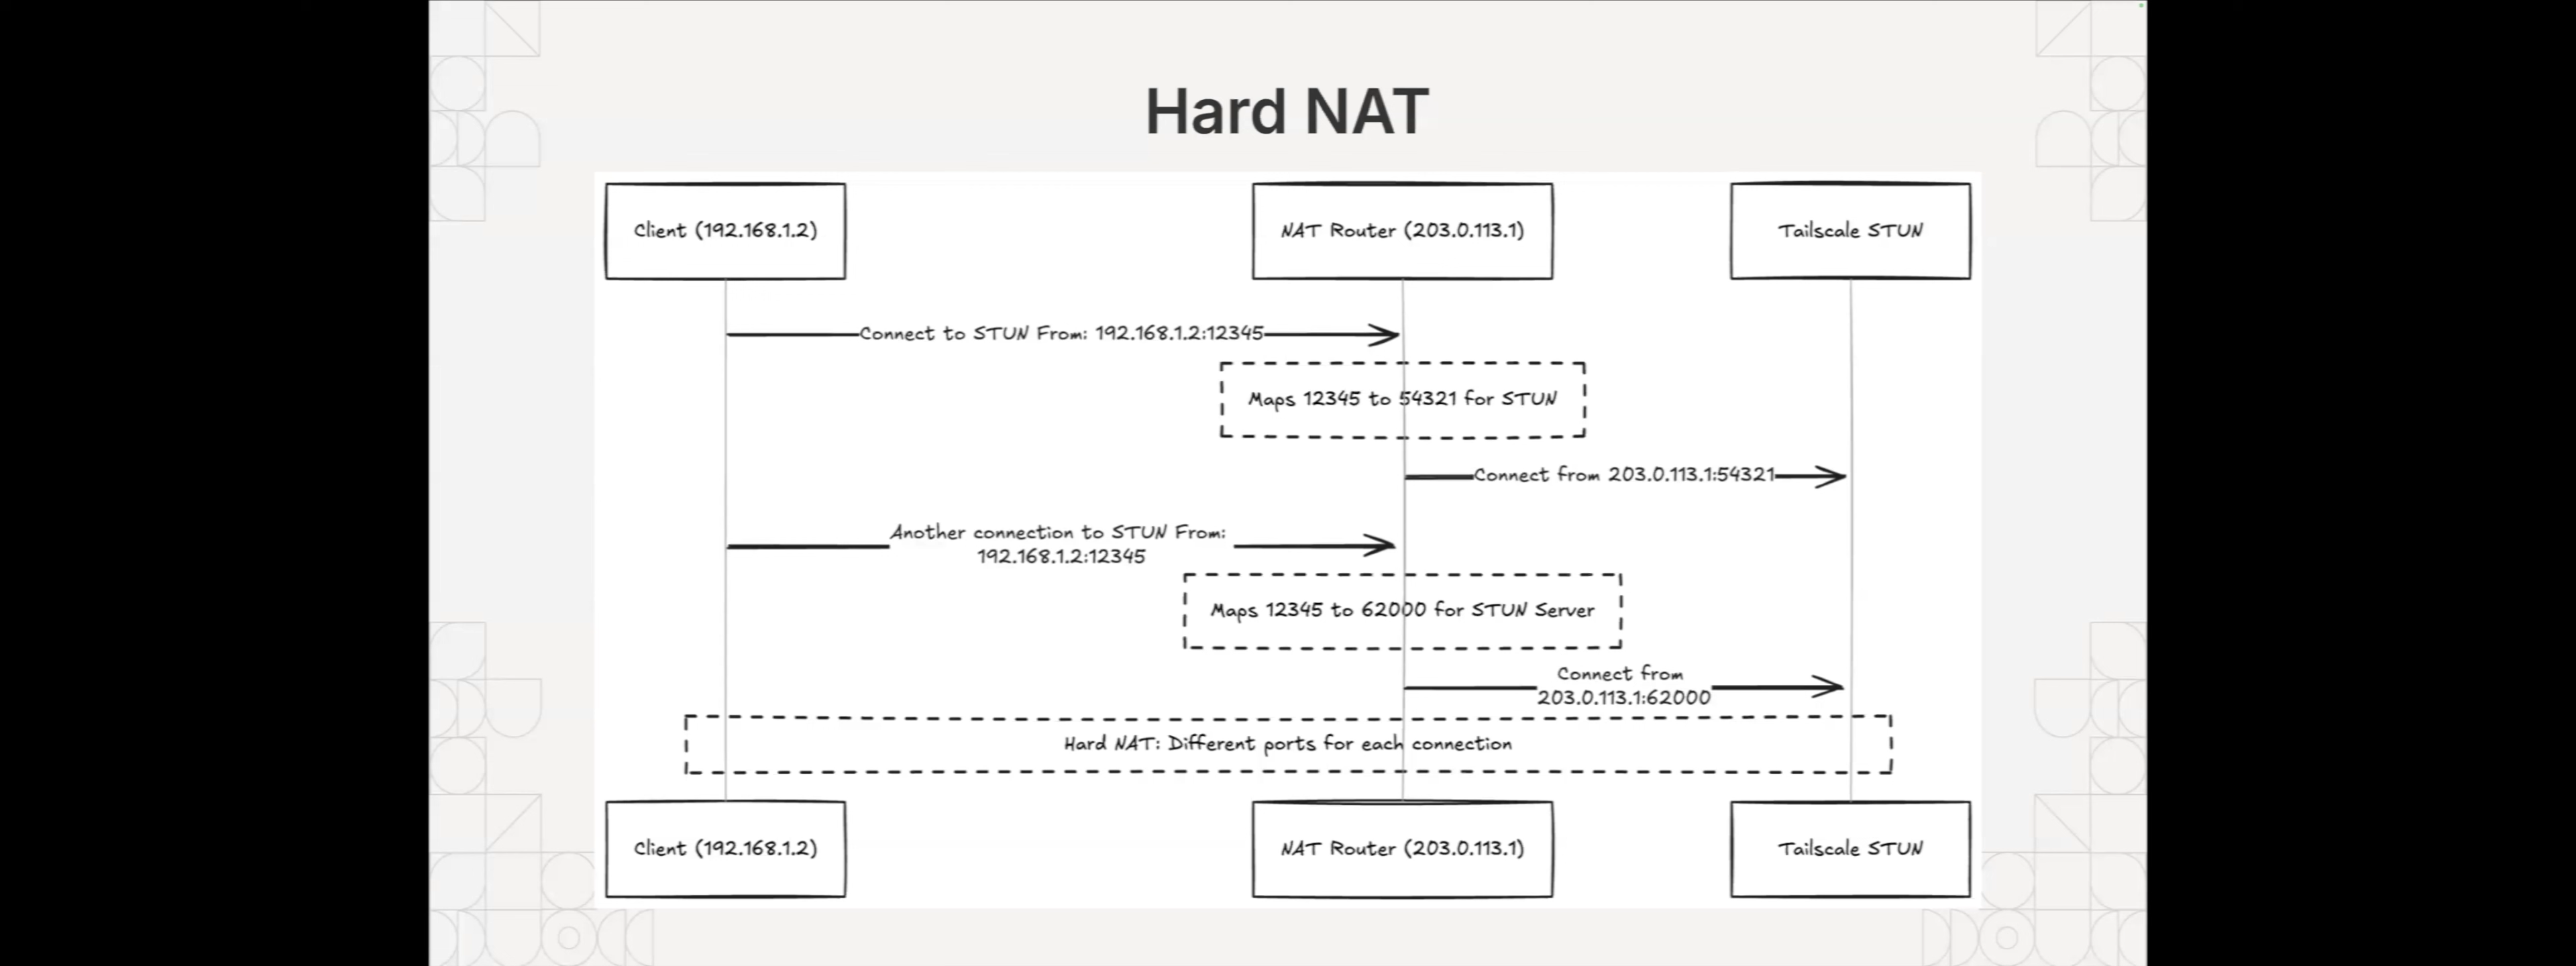 Hard NAT
Client (192.168.1.2)
NAT Router (203.0.113.1)
Tailscale STUN
Connect to STUN From: 192.168.1.2:12345
Maps 12345 to 54321 for STUN
Connect from 203.0.113.1:54321
Another connection to STUN From:
192.168.1.2:12345
Maps 12345 to 62000 for STUN Server
Connect from
203.0.113.1:62000
Hard NAT: Different ports for each connection
Client (192.168.1.2)
NAT Router (203.0.113.1)
Tailscale STUN